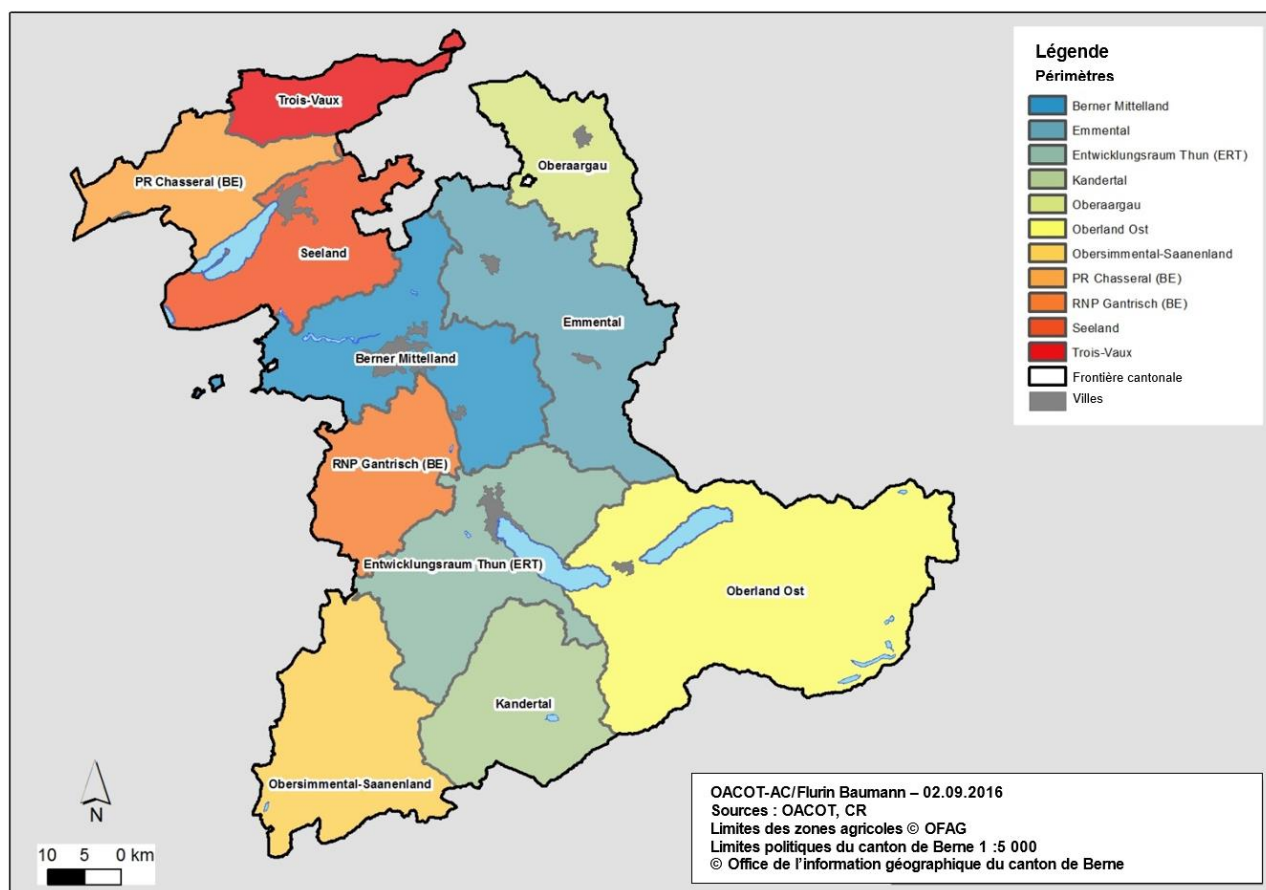 Trois-Vaux
PR Chasseral (BE)
Oberaargau
Seeland
Emmental
Berner Mittelland
RNP Gantrisch (BE)
Entwicklungsraum Thun (ERT)
Oberland Ost
Kandertal
Obersimmental-Saanenland
Légende
Périmètres
Berner Mittelland
Emmental
Entwicklungsraum Thun (ERT)
Kandertal
Oberaargau
Oberland Ost
Obersimmental-Saanenland
PR Chasseral (BE)
RNP Gantrisch (BE)
Seeland
Trois-Vaux
Frontière cantonale
Villes
N
10 5 0 km
OACOT-AC/Flurin Baumann – 02.09.2016
Sources : OACOT, CR
Limites des zones agricoles © OFAG
Limites politiques du canton de Berne 1 :5 000
© Office de l'information géographique du canton de Berne